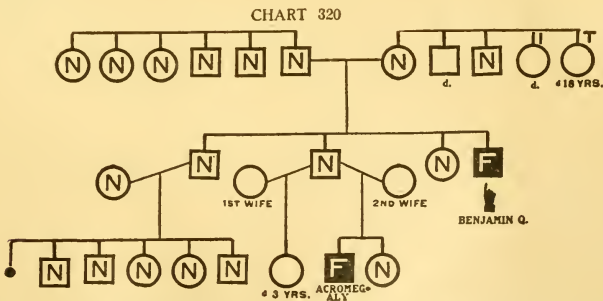 CHART 320
N N N N N N N N
d. d. d 18 YRS.
T
N N N N F
1ST WIFE 2ND WIFE
BENJAMIN Q.
N N N N N F N
d 3 YRS. ACROMEG-
ALY